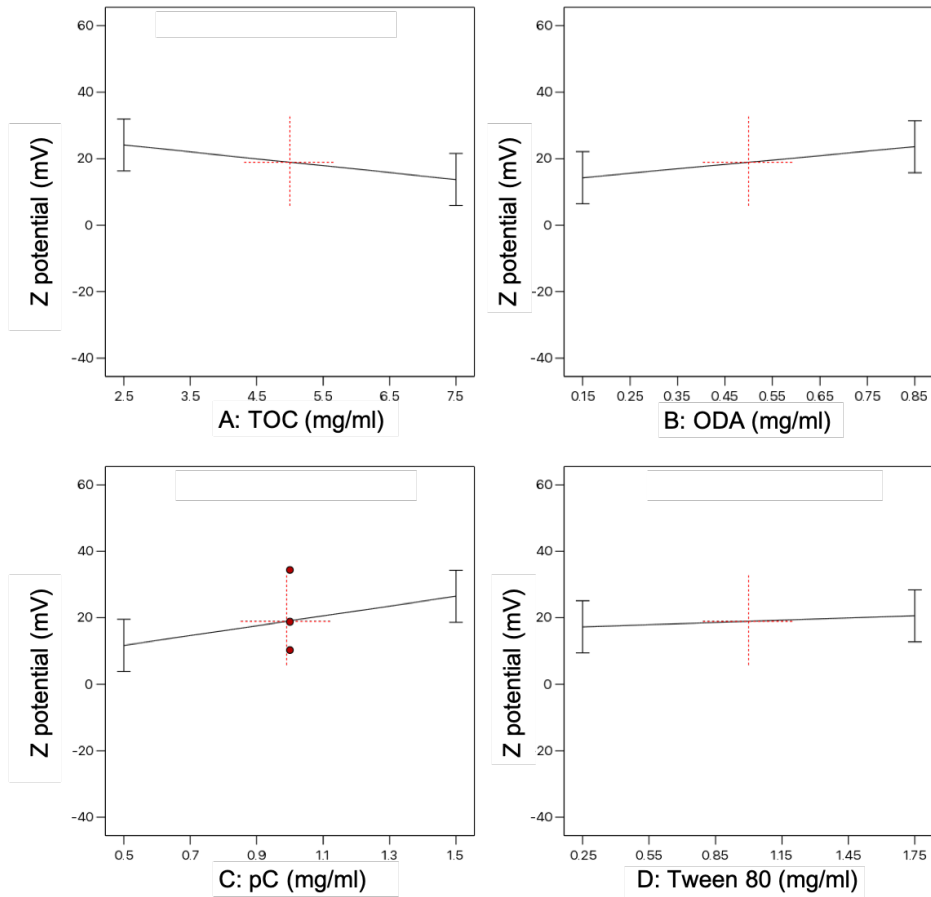 60
40
20
0
-20
-40
Z potential (mV)
2.5 3.5 4.5 5.5 6.5 7.5
A: TOC (mg/ml)
60
40
20
0
-20
-40
Z potential (mV)
0.15 0.25 0.35 0.45 0.55 0.65 0.75 0.85
B: ODA (mg/ml)
60
40
20
0
-20
-40
Z potential (mV)
0.5 0.7 0.9 1.1 1.3 1.5
C: pC (mg/ml)
60
40
20
0
-20
-40
Z potential (mV)
0.25 0.55 0.85 1.15 1.45 1.75
D: Tween 80 (mg/ml)